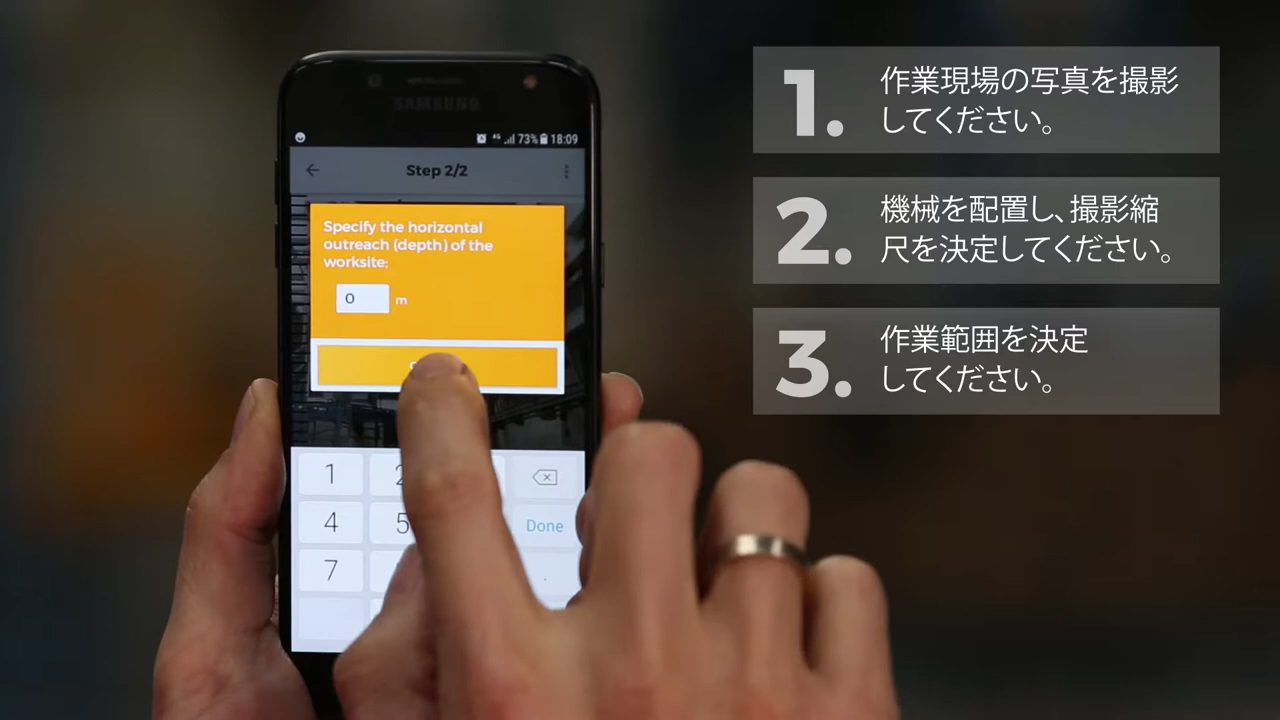 SAMSUNG
4G 73% 18:09
Step 2/2
Specify the horizontal
outreach (depth) of the
worksite:
0 m
1 2
4 5 Done
7 .
1. 作業現場の写真を撮影
してください。
2. 機械を配置し、撮影縮
尺を決定してください。
3. 作業範囲を決定
してください。